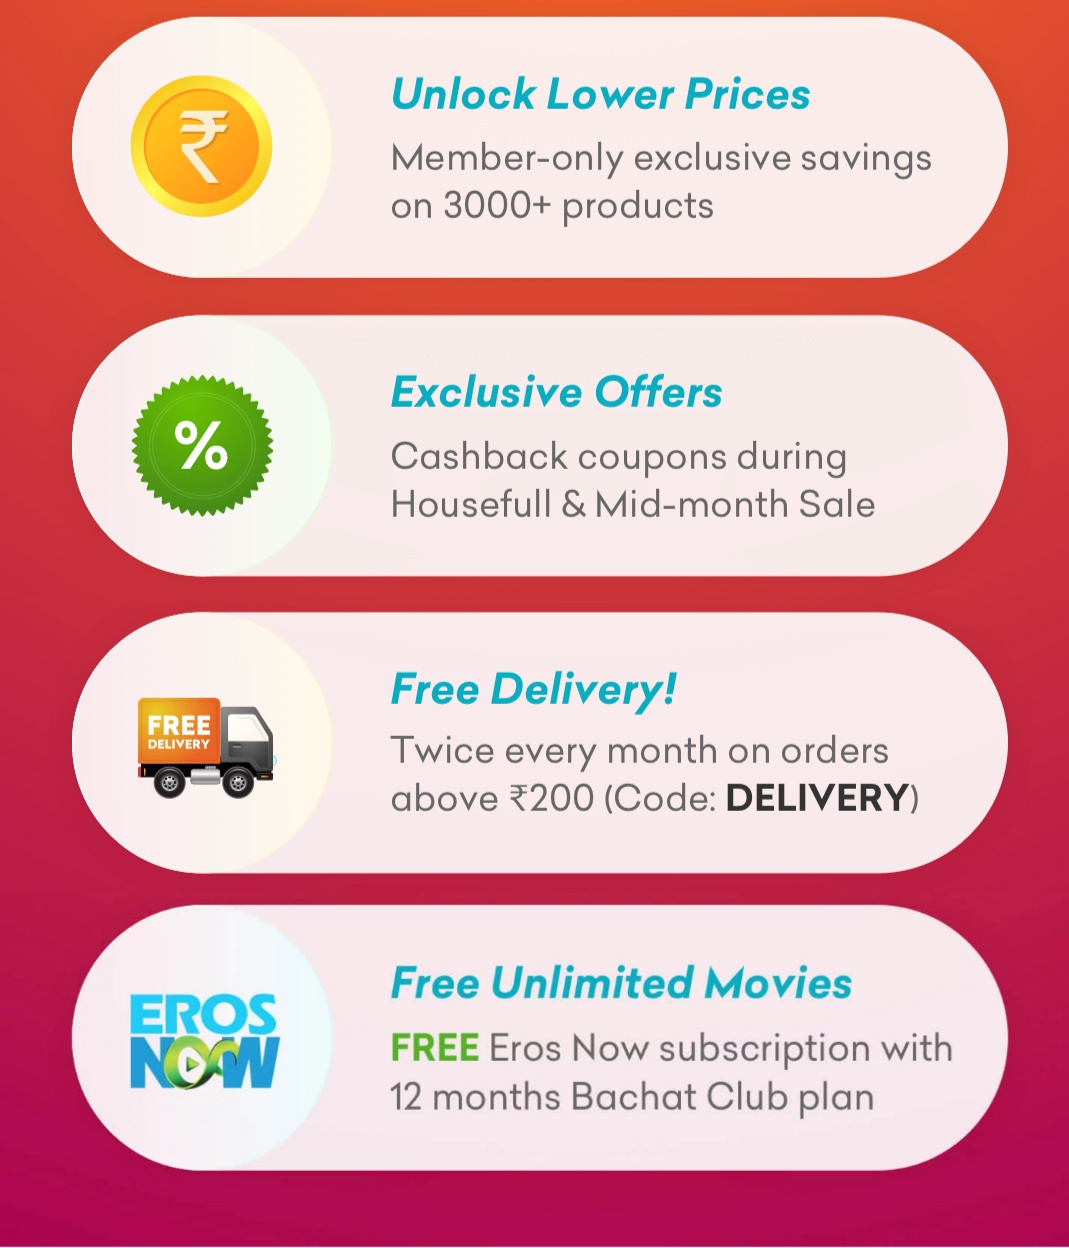 ₹
Unlock Lower Prices
Member-only exclusive savings
on 3000+ products
%
Exclusive Offers
Cashback coupons during
Housefull & Mid-month Sale
FREE
DELIVERY
Free Delivery!
Twice every month on orders
above ₹200 (Code: DELIVERY)
EROS
NOW
Free Unlimited Movies
FREE Eros Now subscription with
12 months Bachat Club plan